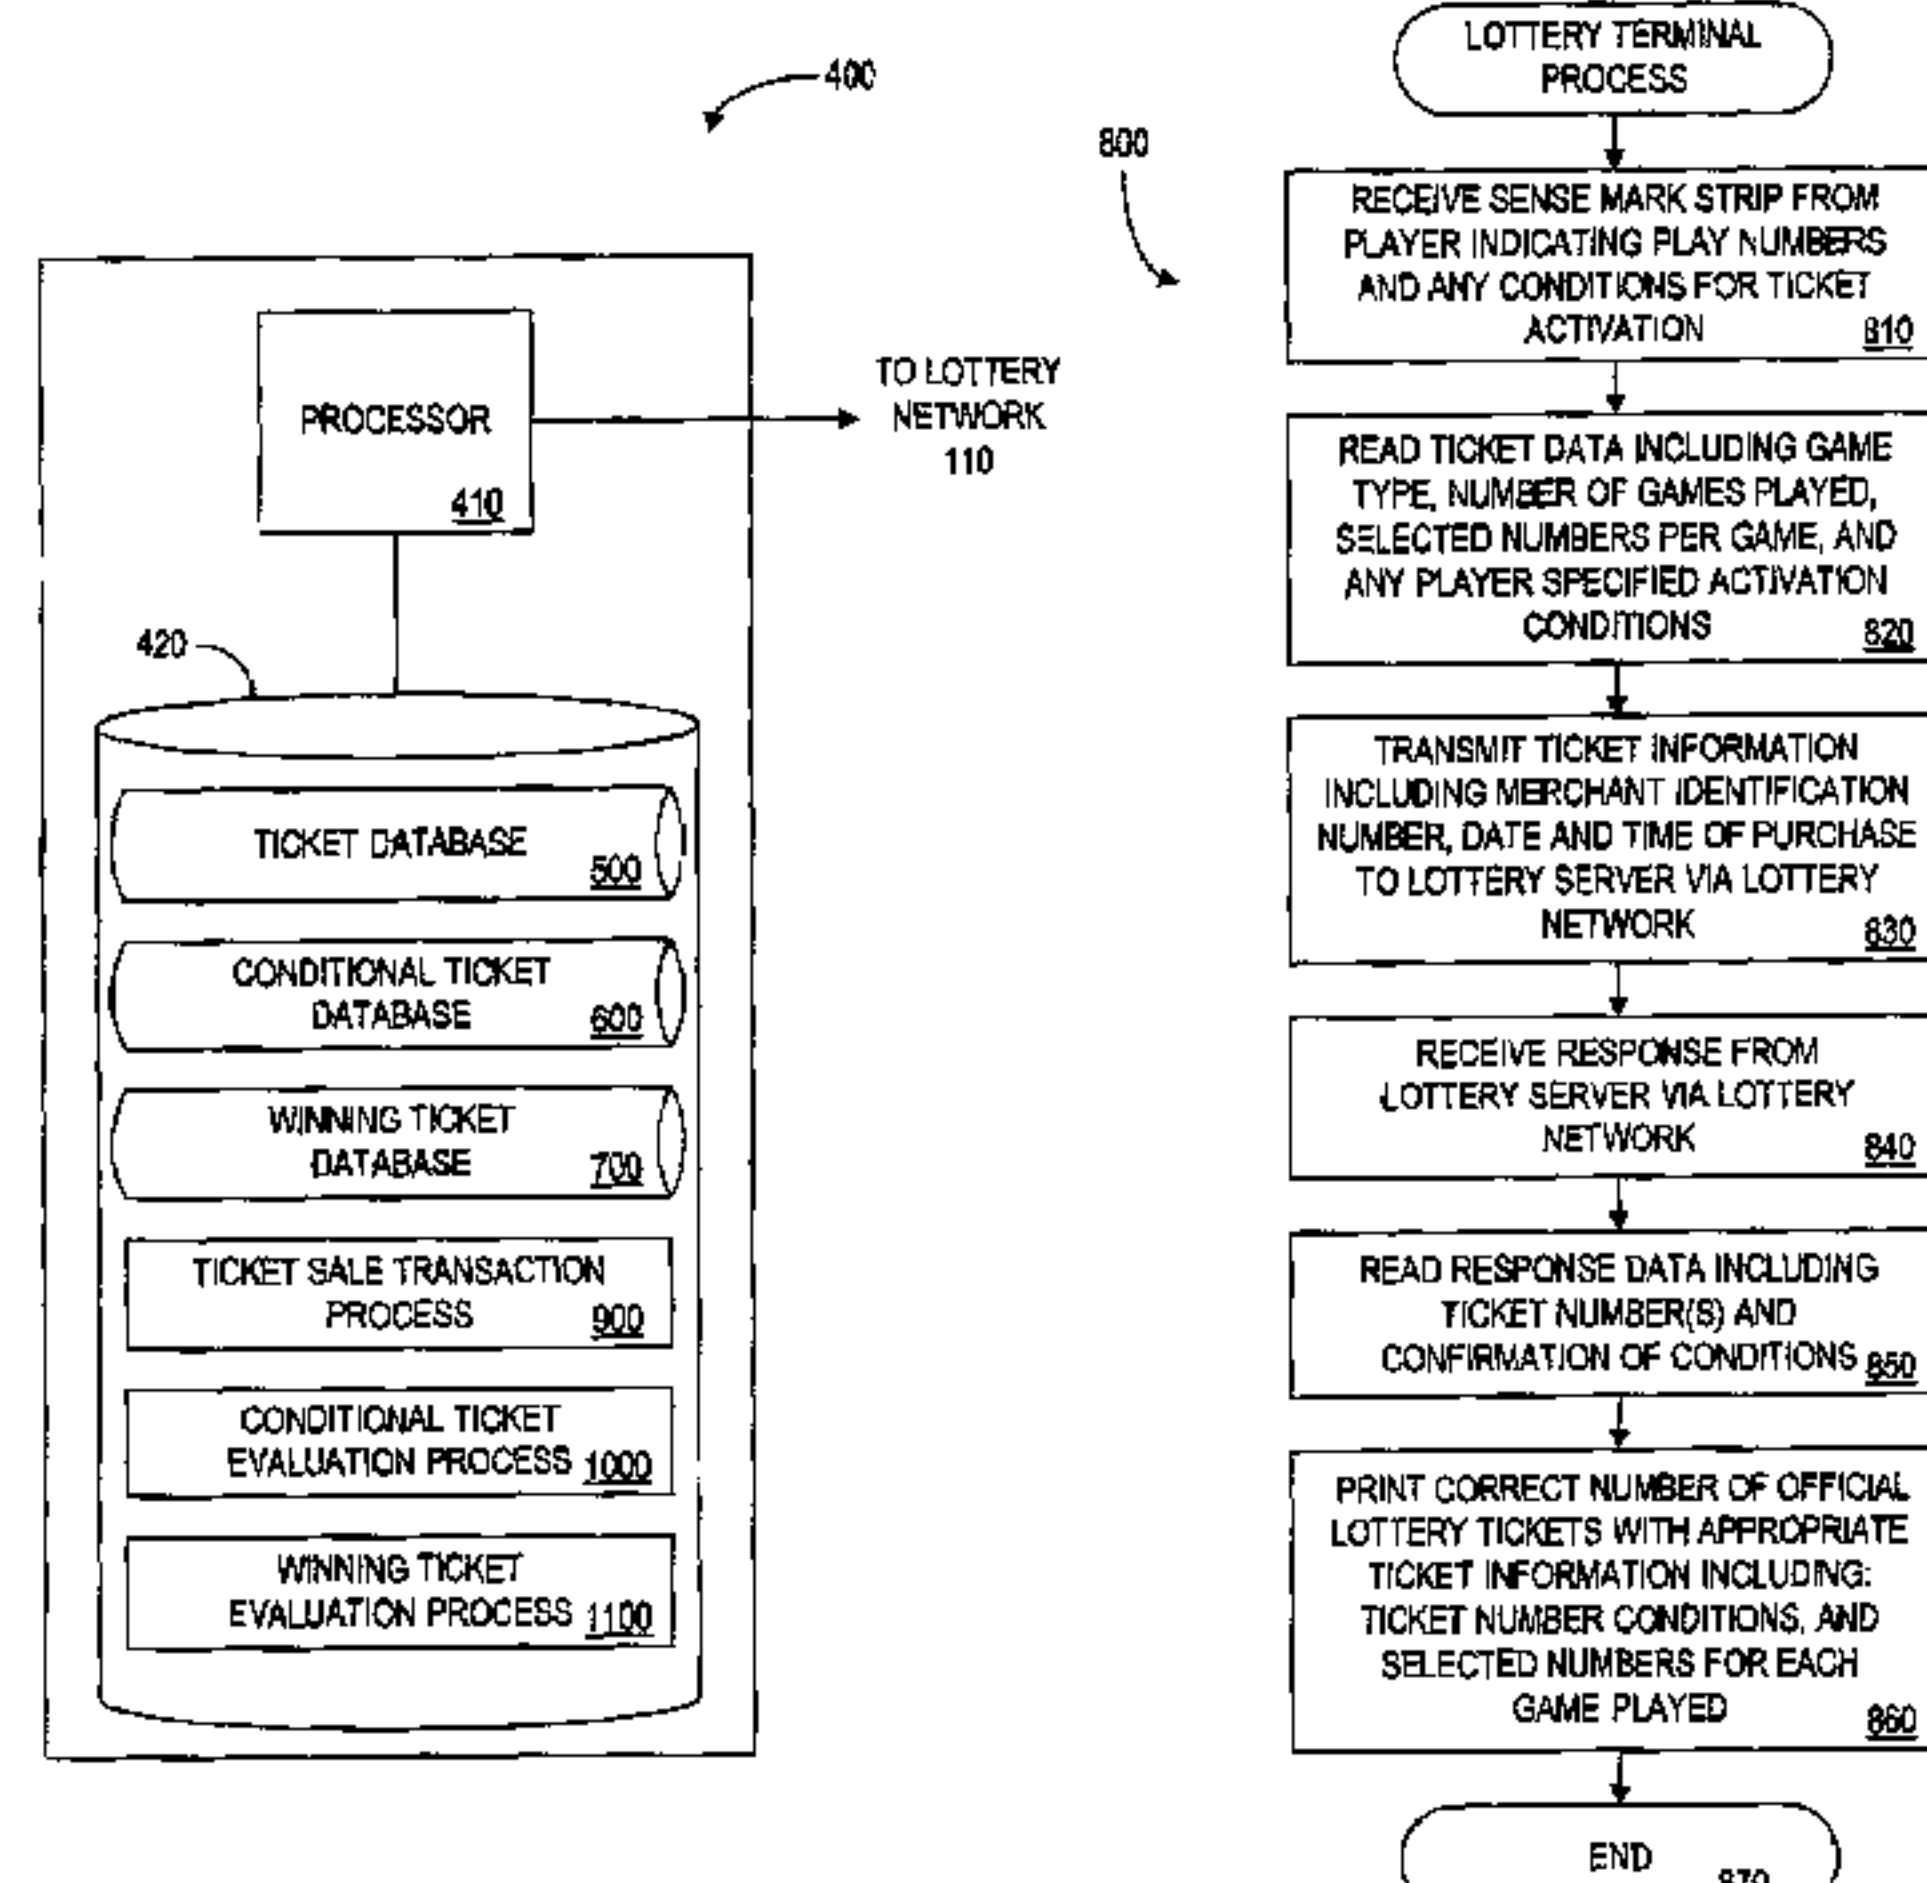 400
PROCESSOR
410
TO LOTTERY
NETWORK
110
420
TICKET DATABASE
500
CONDITIONAL TICKET
DATABASE 600
WINNING TICKET
DATABASE 700
TICKET SALE TRANSACTION
PROCESS 900
CONDITIONAL TICKET
EVALUATION PROCESS 1000
WINNING TICKET
EVALUATION PROCESS 1100
800
LOTTERY TERMINAL
PROCESS
RECEIVE SENSE MARK STRIP FROM
PLAYER INDICATING PLAY NUMBERS
AND ANY CONDITIONS FOR TICKET
ACTIVATION 810
READ TICKET DATA INCLUDING GAME
TYPE, NUMBER OF GAMES PLAYED,
SELECTED NUMBERS PER GAME, AND
ANY PLAYER SPECIFIED ACTIVATION
CONDITIONS 820
TRANSMIT TICKET INFORMATION
INCLUDING MERCHANT IDENTIFICATION
NUMBER, DATE AND TIME OF PURCHASE
TO LOTTERY SERVER VIA LOTTERY
NETWORK 830
RECEIVE RESPONSE FROM
LOTTERY SERVER VIA LOTTERY
NETWORK 840
READ RESPONSE DATA INCLUDING
TICKET NUMBER(S) AND
CONFIRMATION OF CONDITIONS 850
PRINT CORRECT NUMBER OF OFFICIAL
LOTTERY TICKETS WITH APPROPRIATE
TICKET INFORMATION INCLUDING:
TICKET NUMBER CONDITIONS, AND
SELECTED NUMBERS FOR EACH
GAME PLAYED 860
END
870